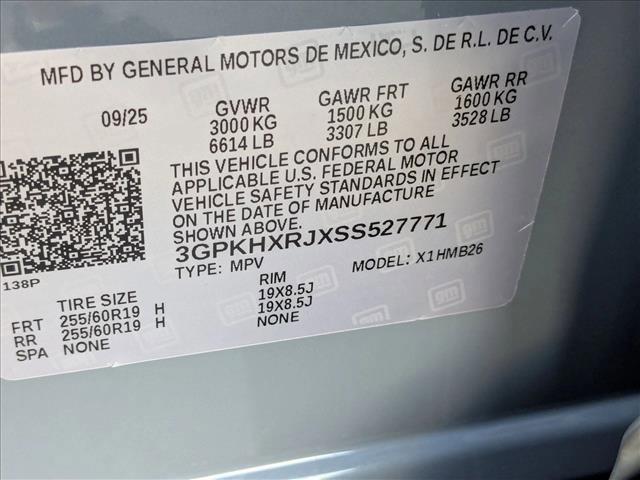 MFD BY GENERAL MOTORS DE MEXICO, S. DE R.L. DE C.V.
09/25 GVWR GAWR FRT GAWR RR
3000 KG 1500 KG 1600 KG
6614 LB 3307 LB 3528 LB
THIS VEHICLE CONFORMS TO ALL
APPLICABLE U.S. FEDERAL MOTOR
VEHICLE SAFETY STANDARDS IN EFFECT
ON THE DATE OF MANUFACTURE
SHOWN ABOVE.
3GPKHXRJXSS527771
TYPE: MPV MODEL: X1HMB26
138P
TIRE SIZE RIM
FRT 255/60R19 H 19X8.5J
RR 255/60R19 H 19X8.5J
SPA NONE NONE